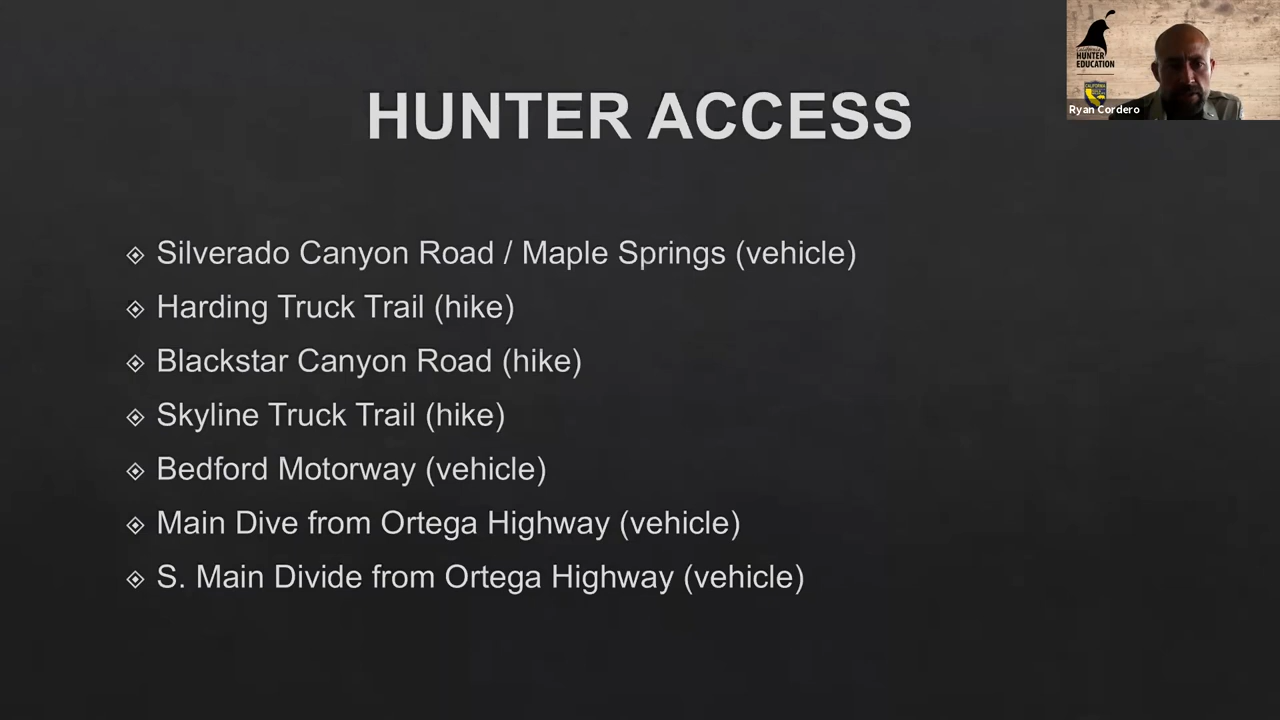 HUNTER ACCESS
Silverado Canyon Road / Maple Springs (vehicle)
Harding Truck Trail (hike)
Blackstar Canyon Road (hike)
Skyline Truck Trail (hike)
Bedford Motorway (vehicle)
Main Dive from Ortega Highway (vehicle)
S. Main Divide from Ortega Highway (vehicle)
HUNTER
EDUCATION
CALIFORNIA
Ryan Cordero